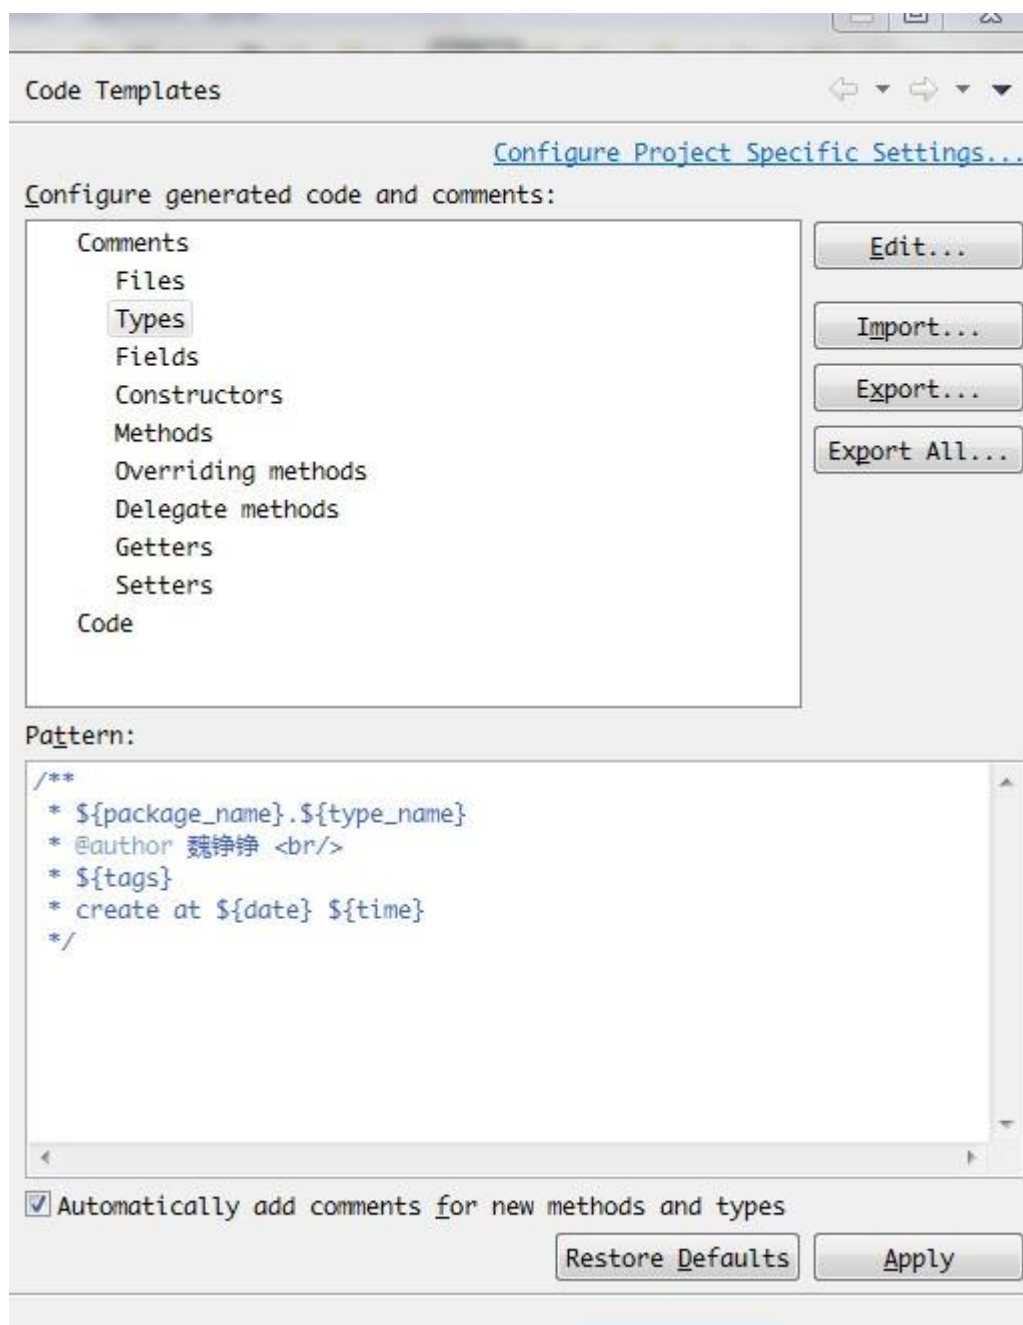 Code Templates
Configure Project Specific Settings...
Configure generated code and comments:
Comments
Files
Types
Fields
Constructors
Methods
Overriding methods
Delegate methods
Getters
Setters
Code
Edit...
Import...
Export...
Export All...
Pattern:
/**
* ${package_name}.${type_name}
* @author 魏铮铮 <br/>
* ${tags}
* create at ${date} ${time}
*/
Automatically add comments for new methods and types
Restore Defaults
Apply